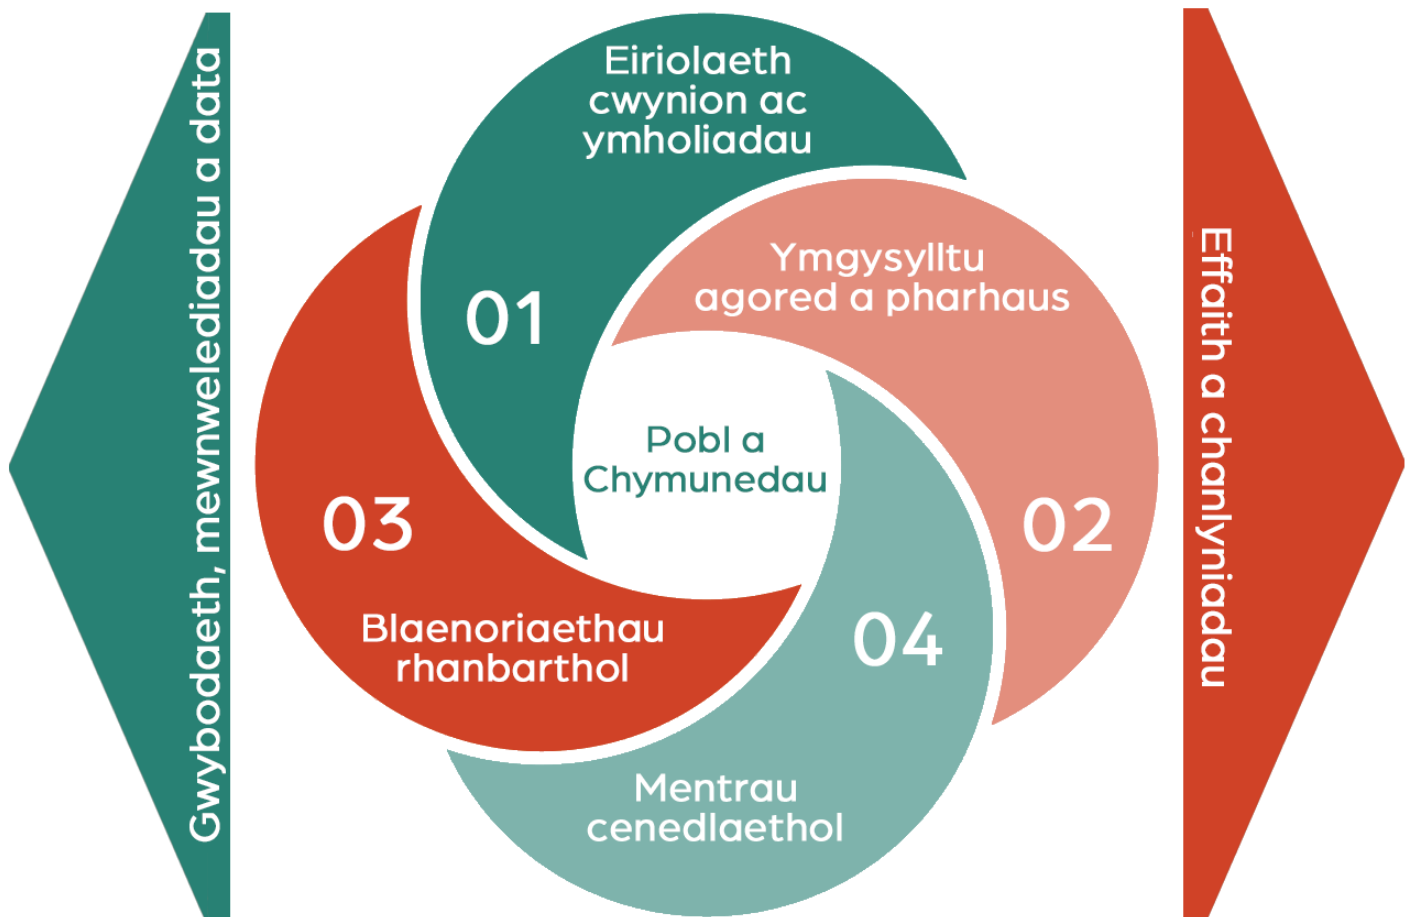 Gwybodaeth, mewnwelediadau a data
Eiriolaeth
cwynion ac
ymholiadau
01
Ymgysylltu
agored a pharhaus
02
Pobl a
Chymunedau
03
Blaenoriaethau
rhanbarthol
04
Mentrau
cenedlaethol
Effaith a chanlyniadau